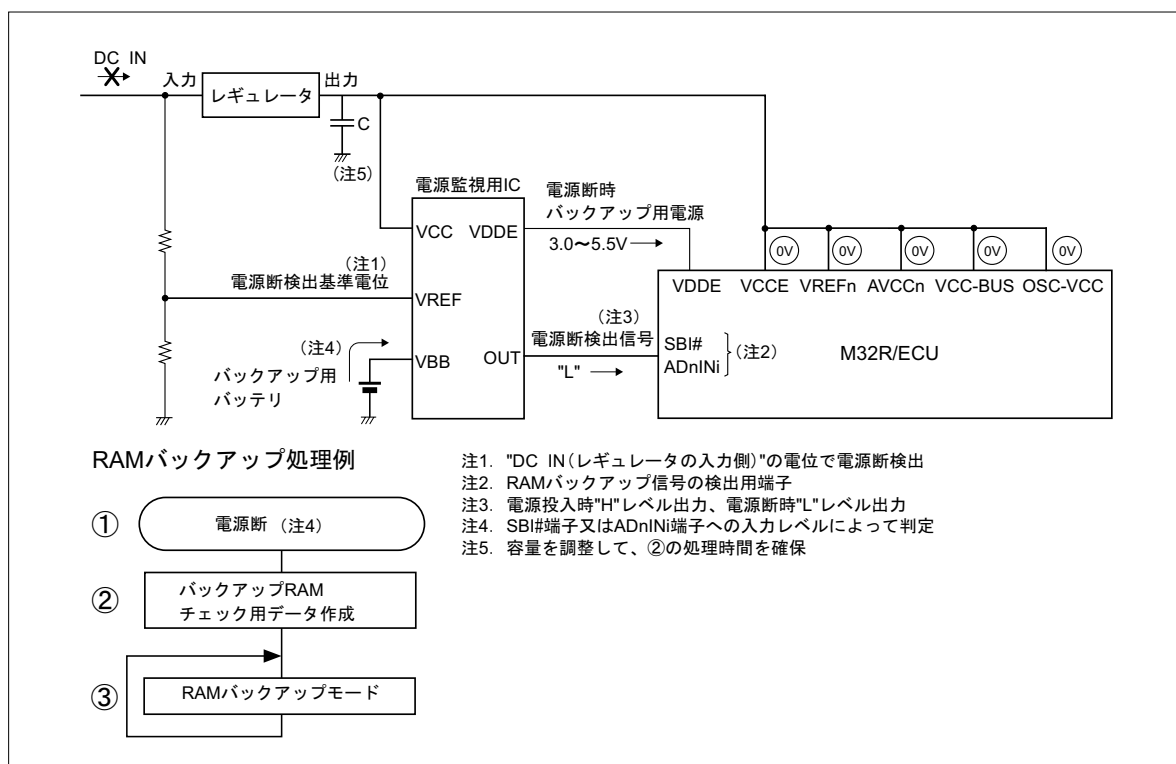 DC IN
入力
レギュレータ
出力
C
(注5)
電源監視用IC
VCC
VDDE
VREF
VBB
OUT
(注1)
電源断検出基準電位
(注4)
バックアップ用
バッテリ
電源断時
バックアップ用電源
3.0〜5.5V
(注3)
電源断検出信号
"L"
0V
0V
0V
0V
0V
VDDE VCCE VREFn AVCCn VCC-BUS OSC-VCC
SBI#
ADnINi
(注2)
M32R/ECU
RAMバックアップ処理例
① 電源断 (注4)
② バックアップRAM
チェック用データ作成
③ RAMバックアップモード
注1. "DC IN(レギュレータの入力側)"の電位で電源断検出
注2. RAMバックアップ信号の検出用端子
注3. 電源投入時"H"レベル出力、電源断時"L"レベル出力
注4. SBI#端子又はADnINi端子への入力レベルによって判定
注5. 容量を調整して、②の処理時間を確保